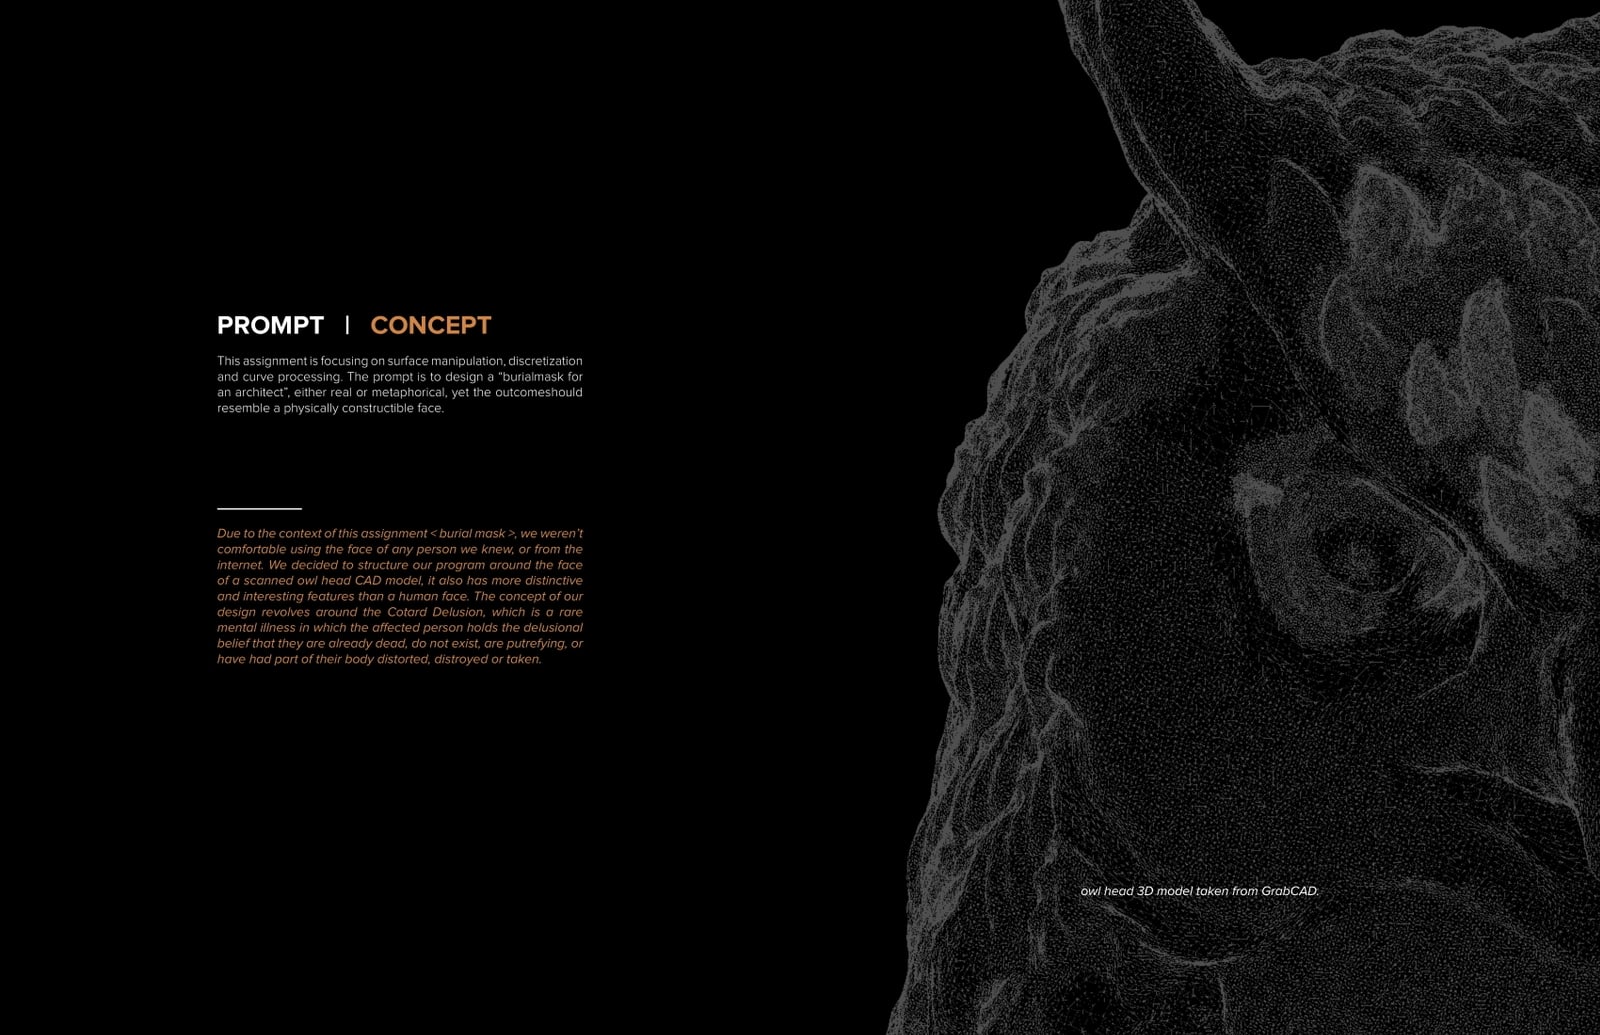 PROMPT | CONCEPT
This assignment is focusing on surface manipulation, discretization
and curve processing. The prompt is to design a “burialmask for
an architect”, either real or metaphorical, yet the outcomeshould
resemble a physically constructible face.
Due to the context of this assignment < burial mask >, we weren’t
comfortable using the face of any person we knew, or from the
internet. We decided to structure our program around the face
of a scanned owl head CAD model, it also has more distinctive
and interesting features than a human face. The concept of our
design revolves around the Cotard Delusion, which is a rare
mental illness in which the affected person holds the delusional
belief that they are already dead, do not exist, are putrefying, or
have had part of their body distorted, distroyed or taken.
owl head 3D model taken from GrabCAD.